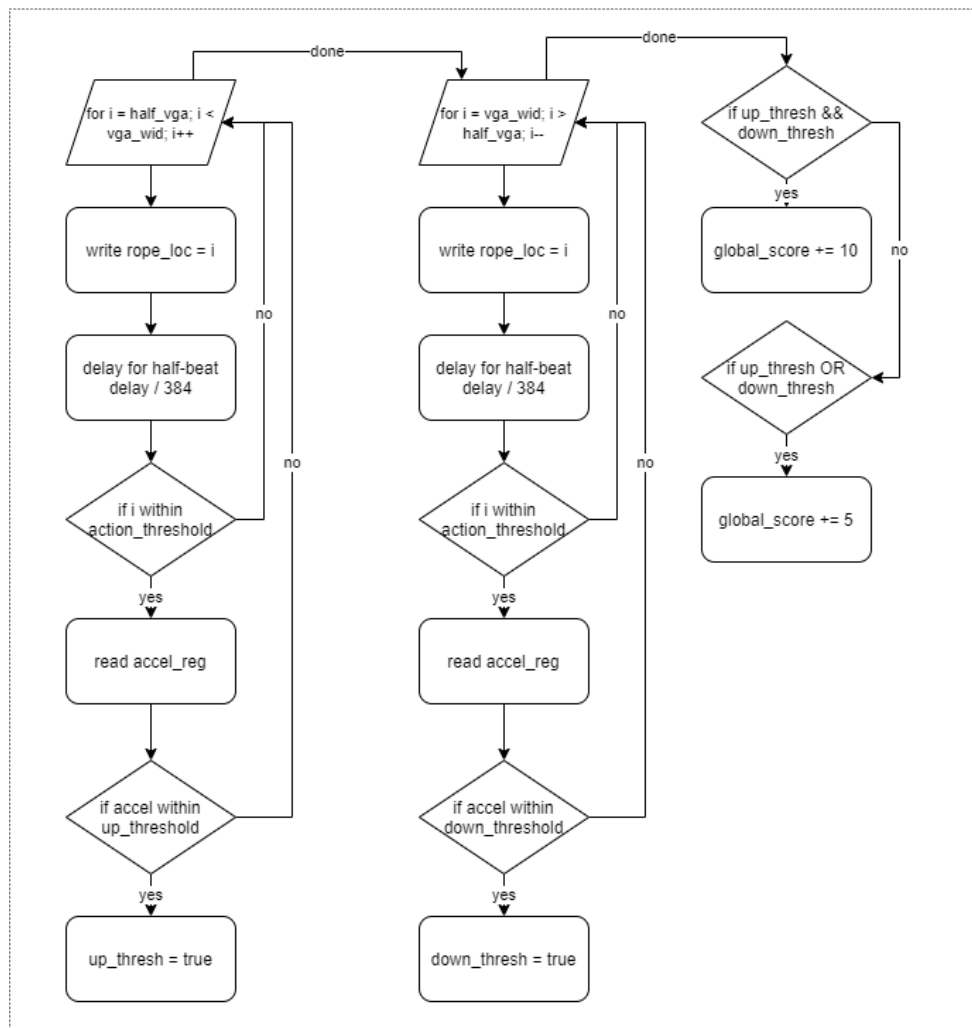 done
for i = half_vga; i <
vga_wid; i++
write rope_loc = i
delay for half-beat
delay / 384
no
if i within
action_threshold
no
yes
read accel_reg
if accel within
up_threshold
yes
up_thresh = true
done
for i = vga_wid; i >
half_vga; i--
write rope_loc = i
delay for half-beat
delay / 384
no
if i within
action_threshold
no
yes
read accel_reg
if accel within
down_threshold
yes
down_thresh = true
if up_thresh &&
down_thresh
yes
global_score += 10
no
if up_thresh OR
down_thresh
yes
global_score += 5